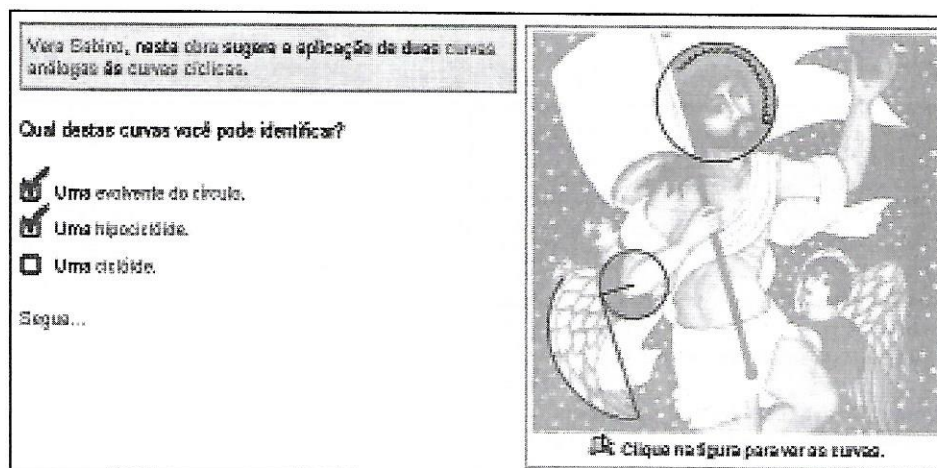 Vera Sabino, nesta obra sugere a aplicação de duas curvas
análogas às curvas cíclicas.
Qual destas curvas você pode identificar?
Uma evolvente do círculo.
Uma hipociclóide.
Uma ciclóide.
Segue...
Clique na figura para ver as curvas.